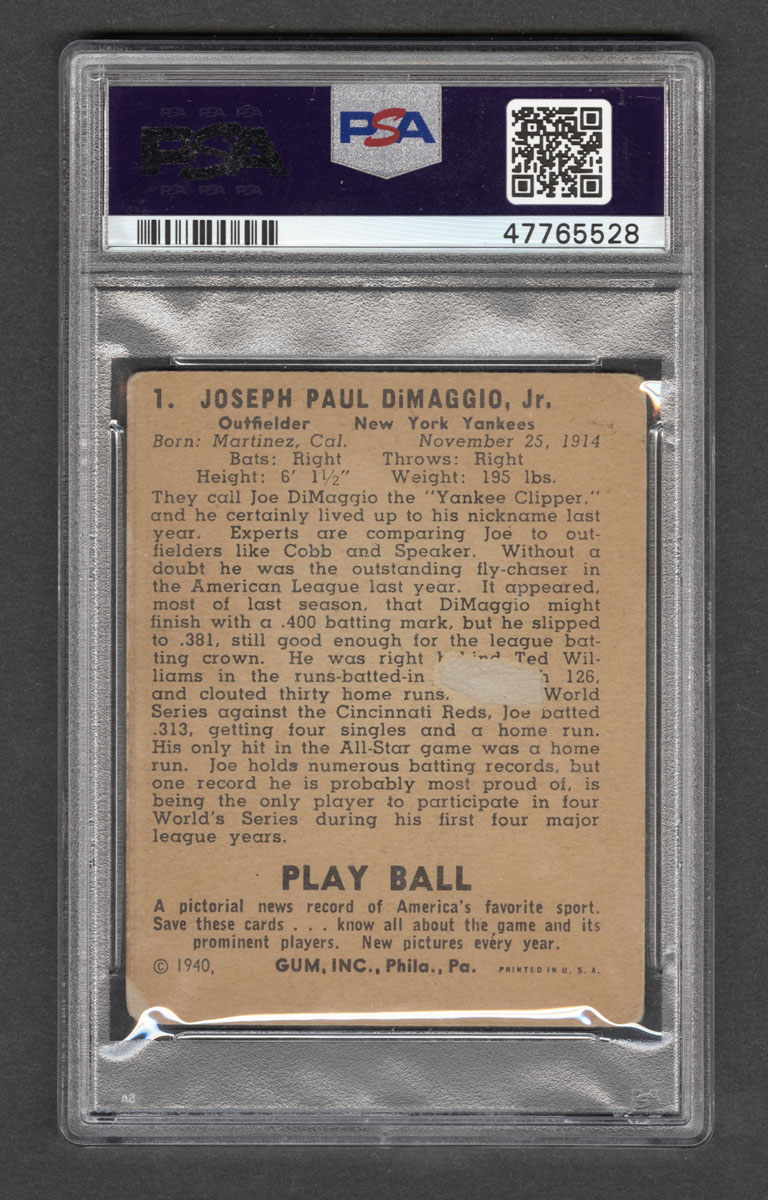 PSA PSA PSA
PSA
PSA PSA PSA
PSA
47765528
1. JOSEPH PAUL DiMAGGIO, Jr.
Outfielder New York Yankees
Born: Martinez, Cal. November 25, 1914
Bats: Right Throws: Right
Height: 6' 1½" Weight: 195 lbs.
They call Joe DiMaggio the "Yankee Clipper,"
and he certainly lived up to his nickname last
year. Experts are comparing Joe to out-
fielders like Cobb and Speaker. Without a
doubt he was the outstanding fly-chaser in
the American League last year. It appeared,
most of last season, that DiMaggio might
finish with a .400 batting mark, but he slipped
to .381, still good enough for the league bat-
ting crown. He was right behind Ted Wil-
liams in the runs-batted-in 126,
and clouted thirty home runs. World
Series against the Cincinnati Reds, Joe batted
.313, getting four singles and a home run.
His only hit in the All-Star game was a home
run. Joe holds numerous batting records, but
one record he is probably most proud of, is
being the only player to participate in four
World's Series during his first four major
league years.
PLAY BALL
A pictorial news record of America's favorite sport.
Save these cards . . . know all about the game and its
prominent players. New pictures every year.
© 1940, GUM, INC., Phila., Pa. PRINTED IN U. S. A.
PSA